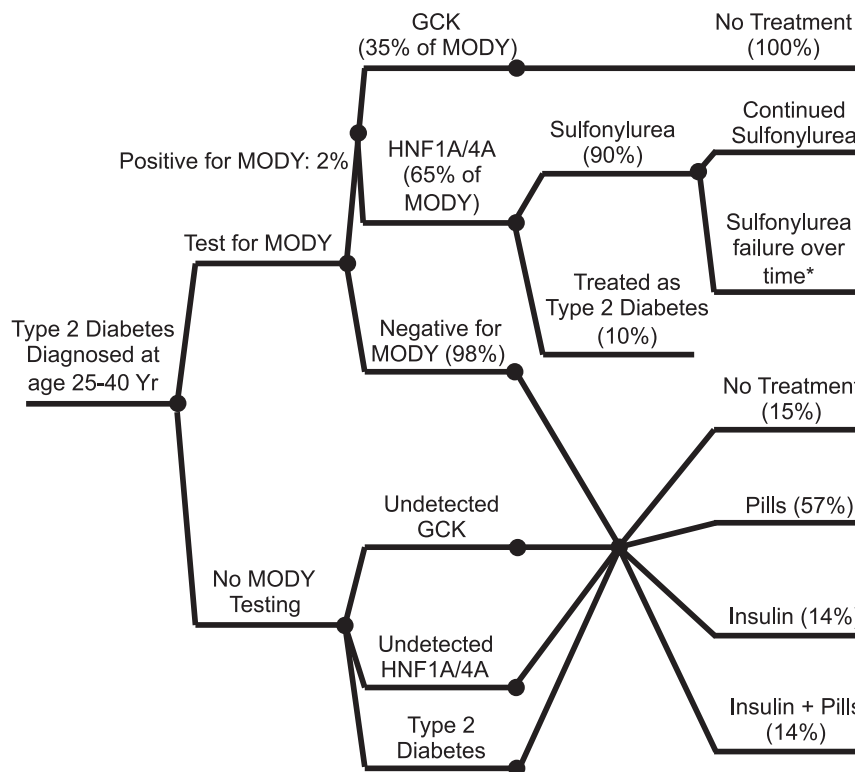 GCK
(35% of MODY)
No Treatment
(100%)
Continued
Sulfonylurea
Sulfonylurea
(90%)
HNF1A/4A
(65% of
MODY)
Positive for MODY: 2%
Sulfonylurea
failure over
time*
Test for MODY
Treated as
Type 2 Diabetes
(10%)
Negative for
MODY (98%)
Type 2 Diabetes
Diagnosed at
age 25-40 Yr
No Treatment
(15%)
Pills (57%)
Undetected
GCK
No MODY
Testing
Insulin (14%)
Undetected
HNF1A/4A
Insulin + Pills
(14%)
Type 2
Diabetes